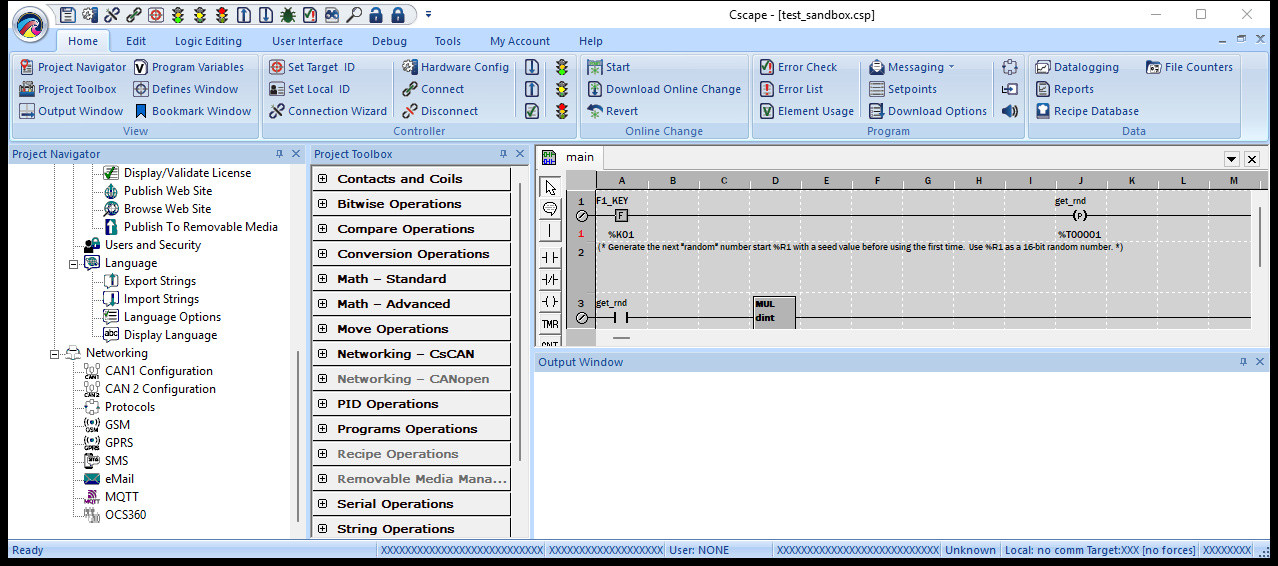 Cscape - [test_sandbox.csp]
Home Edit Logic Editing User Interface Debug Tools My Account Help
Project Navigator Program Variables Set Target ID Hardware Config Start Error Check Messaging Datalogging File Counters
Project Toolbox Defines Window Set Local ID Connect Download Online Change Error List Setpoints Reports
Output Window Bookmark Window Connection Wizard Disconnect Revert Element Usage Download Options Recipe Database
View Controller Online Change Program Data
Project Navigator
Display/Validate License
Publish Web Site
Browse Web Site
Publish To Removable Media
Users and Security
Language
Export Strings
Import Strings
Language Options
Display Language
Networking
CAN1 Configuration
CAN 2 Configuration
Protocols
GSM
GPRS
SMS
eMail
MQTT
OCS360
Project Toolbox
Contacts and Coils
Bitwise Operations
Compare Operations
Conversion Operations
Math - Standard
Math - Advanced
Move Operations
Networking - CsCAN
Networking - CANopen
PID Operations
Programs Operations
Recipe Operations
Removable Media Mana...
Serial Operations
String Operations
main
A B C D E F G H I J K L M
1 F1_KEY get_rnd
F P
1 %K01 %T00001
2 (* Generate the next "random" number start %R1 with a seed value before using the first time. Use %R1 as a 16-bit random number. *)
3 get_rnd MUL
dint
TMR
Output Window
Ready XXXXXXXXXXXXXXXXXXXXXXXXXXX XXXXXXXXXXXXXXXXXXX User: NONE XXXXXXXXXXXXXXXXXXXXXXXXXXX Unknown Local: no comm Target:XXX [no forces] XXXXXXXX